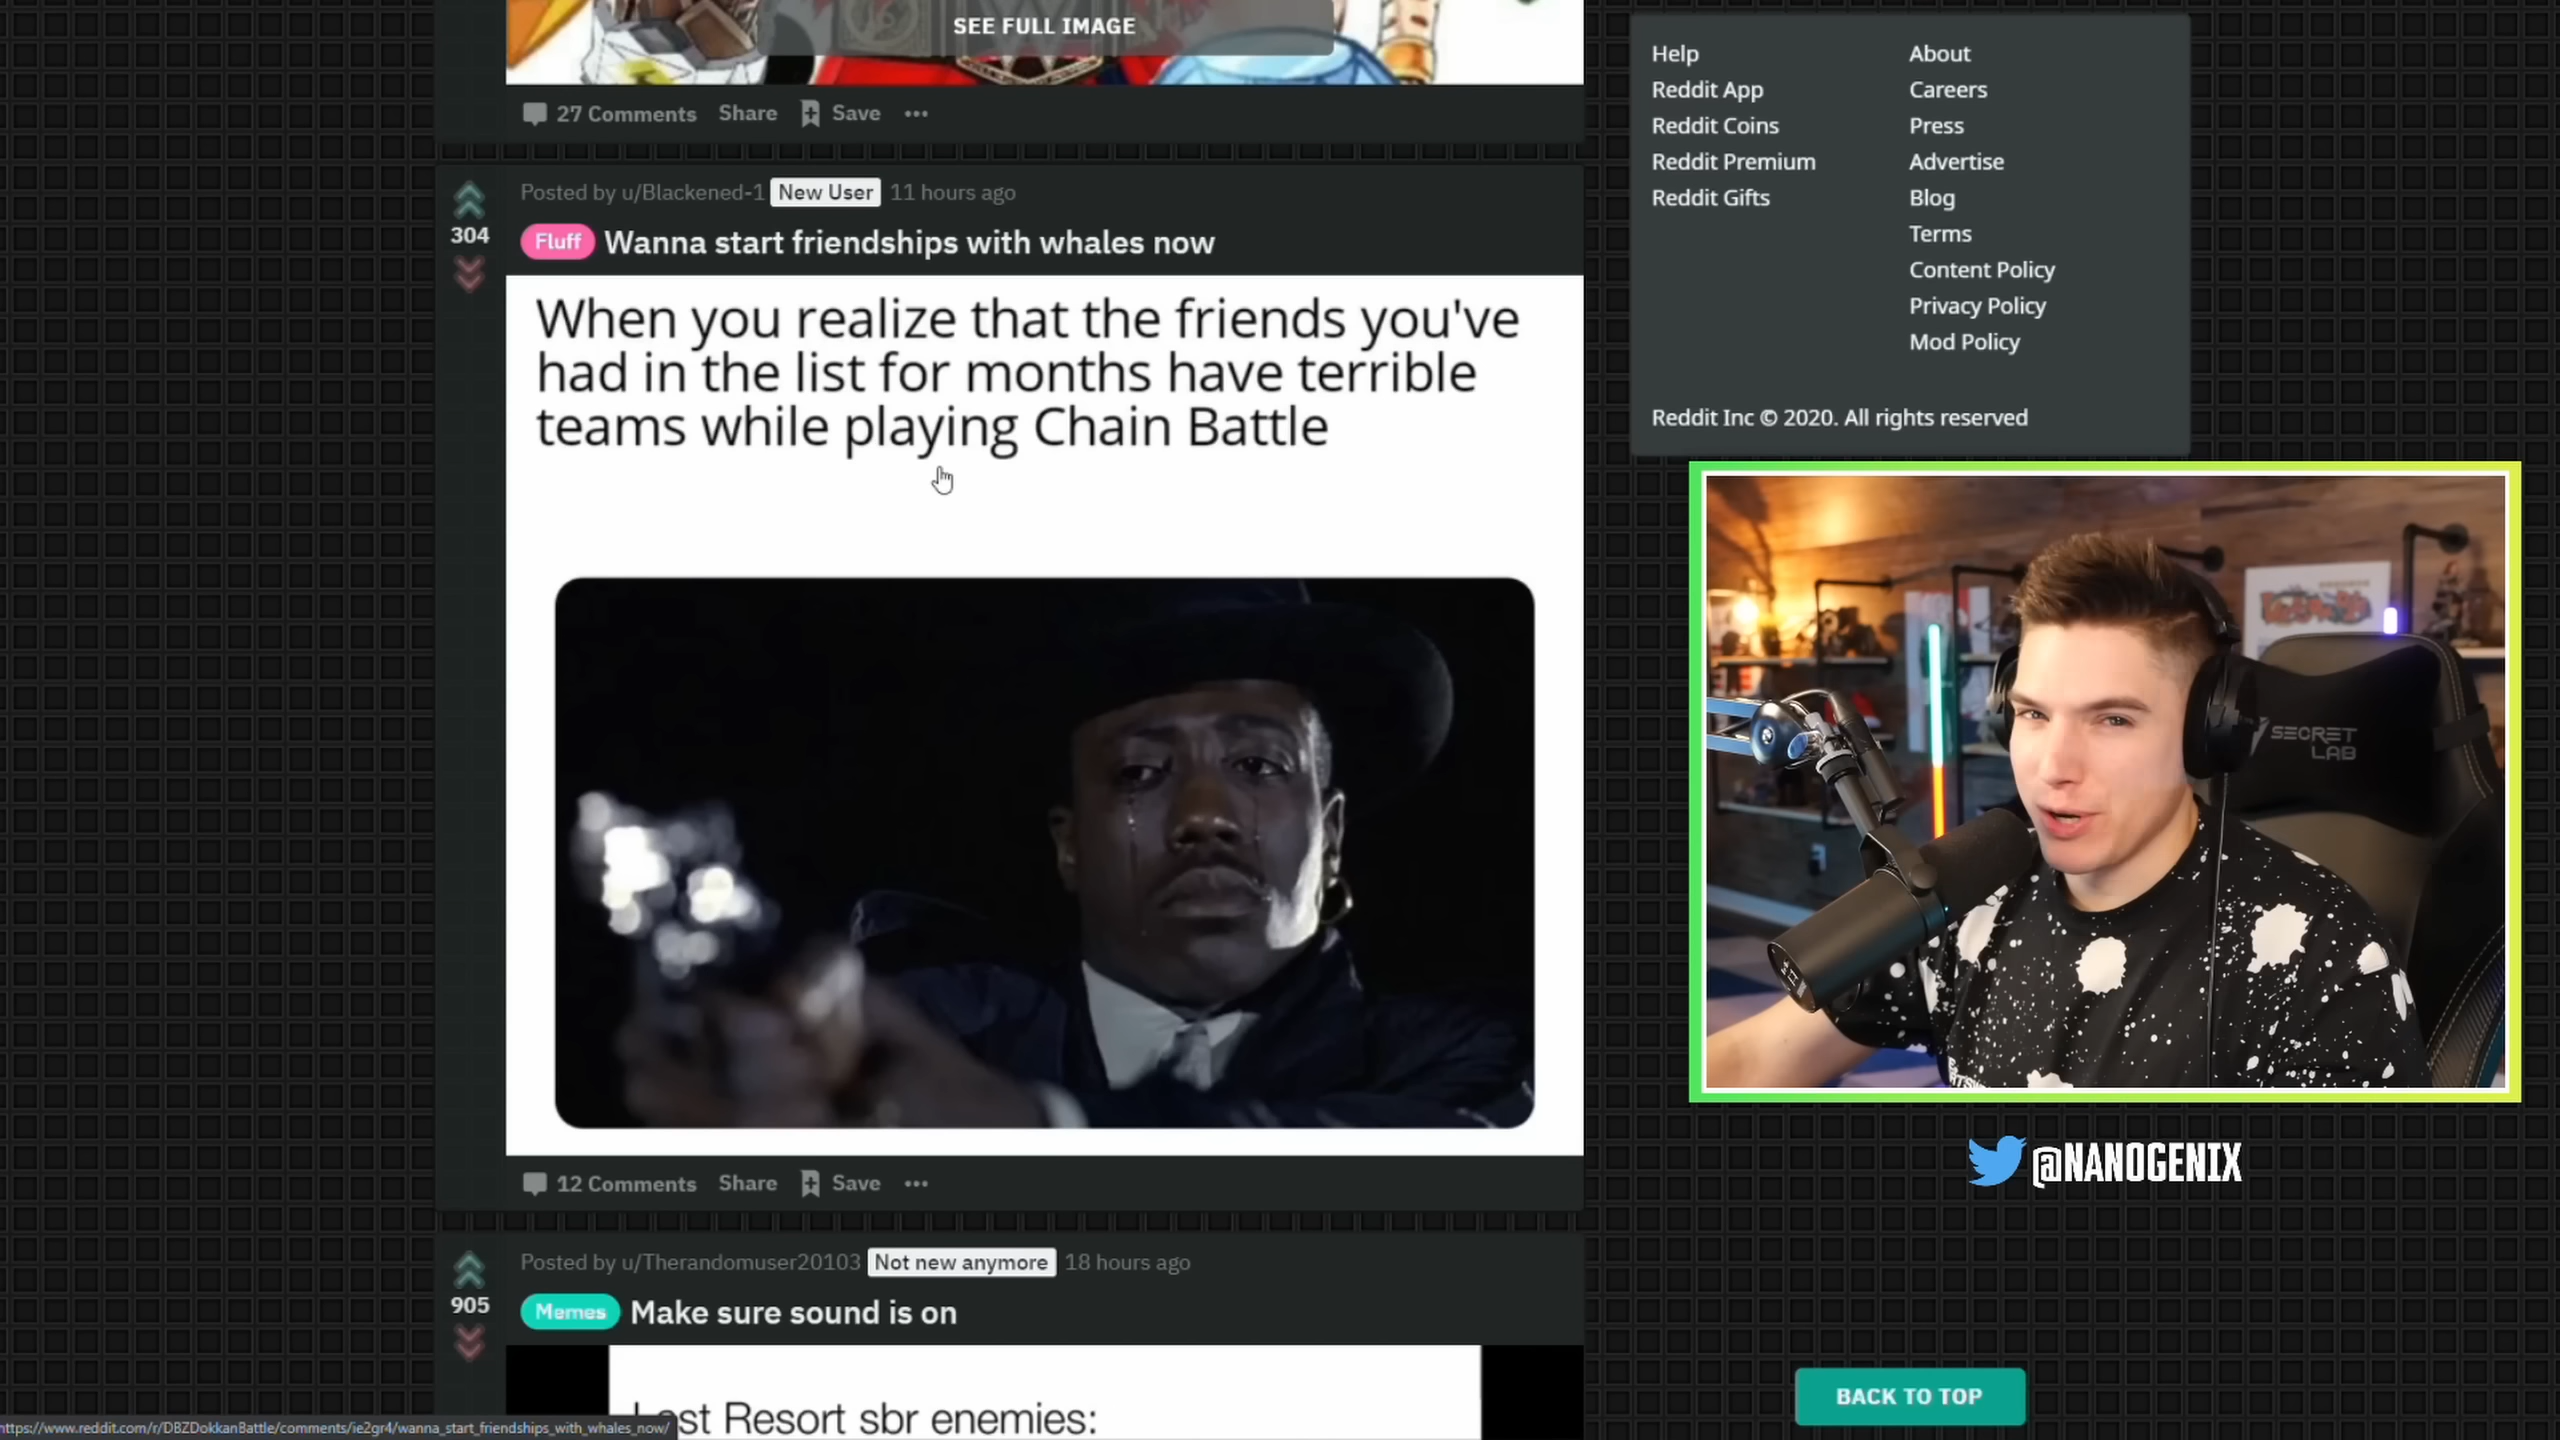 SEE FULL IMAGE
27 Comments Share Save
Posted by u/Blackened-1 New User 11 hours ago
304
Fluff Wanna start friendships with whales now
When you realize that the friends you've
had in the list for months have terrible
teams while playing Chain Battle
12 Comments Share Save
Posted by u/Therandomuser20103 Not new anymore 18 hours ago
905
Memes Make sure sound is on
st Resort sbr enemies:
https://www.reddit.com/r/DBZDokkanBattle/comments/ie2gr4/wanna_start_friendships_with_whales_now/
Help
Reddit App
Reddit Coins
Reddit Premium
Reddit Gifts
About
Careers
Press
Advertise
Blog
Terms
Content Policy
Privacy Policy
Mod Policy
Reddit Inc © 2020. All rights reserved
SECRET
LAB
@NANOGENIX
BACK TO TOP